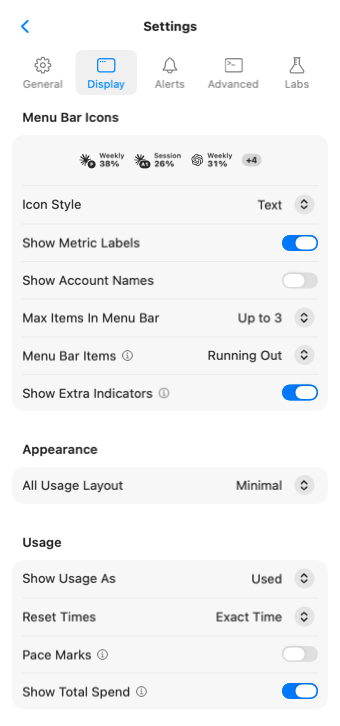 Settings
General Display Alerts Advanced Labs
Menu Bar Icons
Weekly 38% Session 26% Weekly 31% +4
Icon Style Text
Show Metric Labels
Show Account Names
Max Items In Menu Bar Up to 3
Menu Bar Items Running Out
Show Extra Indicators
Appearance
All Usage Layout Minimal
Usage
Show Usage As Used
Reset Times Exact Time
Pace Marks
Show Total Spend